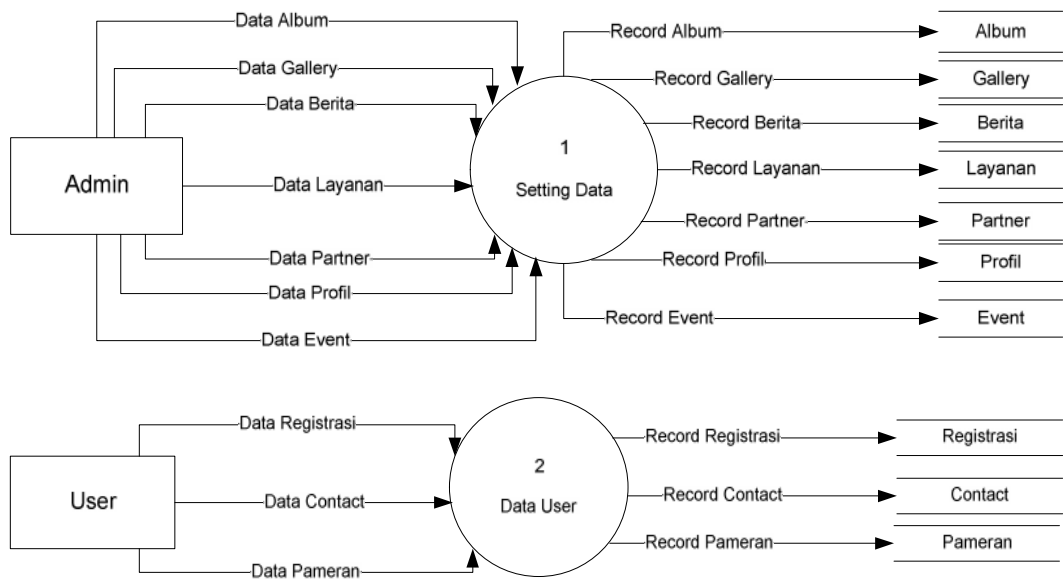 Data Album
Record Album
Album
Data Gallery
Record Gallery
Gallery
Data Berita
Record Berita
Berita
1
Admin
Data Layanan
Setting Data
Record Layanan
Layanan
Record Partner
Partner
Data Partner
Record Profil
Profil
Data Profil
Record Event
Event
Data Event
Data Registrasi
Record Registrasi
Registrasi
2
User
Data Contact
Data User
Record Contact
Contact
Record Pameran
Pameran
Data Pameran